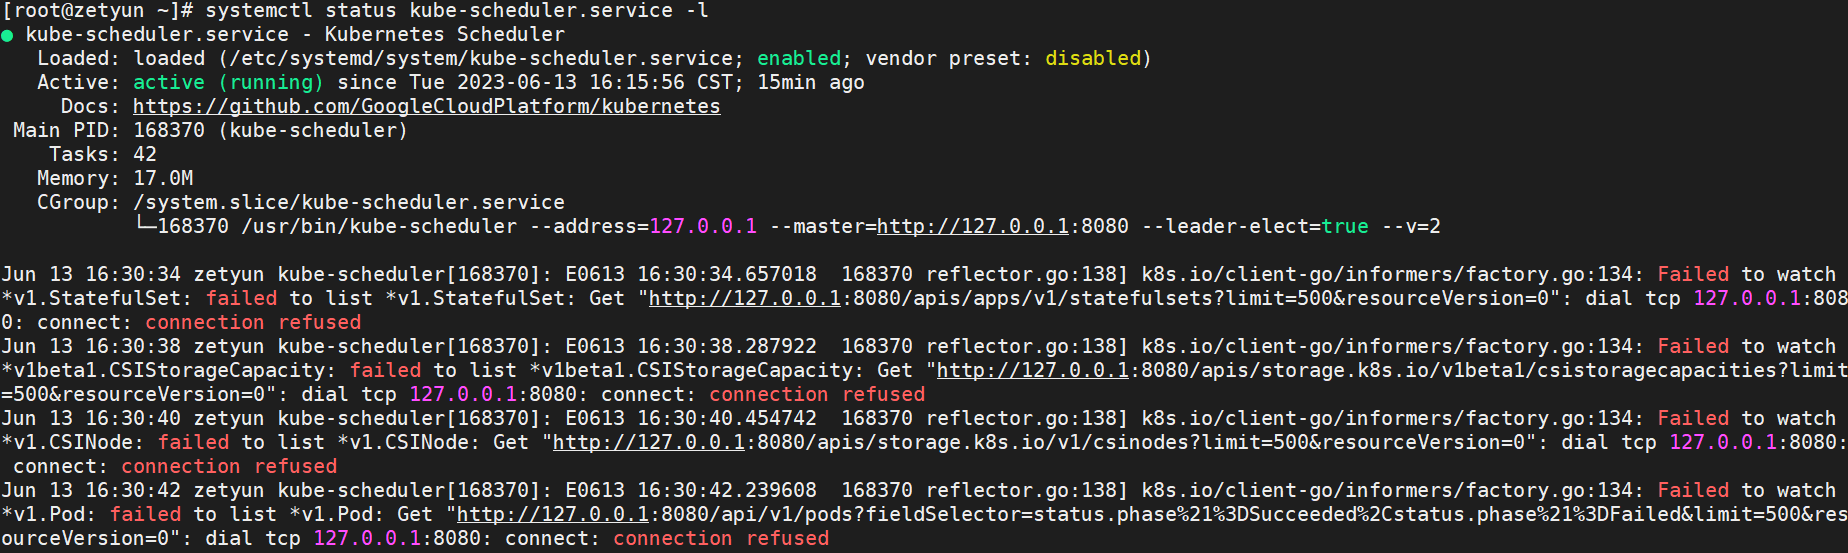 [root@zetyun ~]# systemctl status kube-scheduler.service -l
● kube-scheduler.service - Kubernetes Scheduler
   Loaded: loaded (/etc/systemd/system/kube-scheduler.service; enabled; vendor preset: disabled)
   Active: active (running) since Tue 2023-06-13 16:15:56 CST; 15min ago
     Docs: https://github.com/GoogleCloudPlatform/kubernetes
 Main PID: 168370 (kube-scheduler)
    Tasks: 42
   Memory: 17.0M
   CGroup: /system.slice/kube-scheduler.service
           └─168370 /usr/bin/kube-scheduler --address=127.0.0.1 --master=http://127.0.0.1:8080 --leader-elect=true --v=2
Jun 13 16:30:34 zetyun kube-scheduler[168370]: E0613 16:30:34.657018  168370 reflector.go:138] k8s.io/client-go/informers/factory.go:134: Failed to watch
*v1.StatefulSet: failed to list *v1.StatefulSet: Get "http://127.0.0.1:8080/apis/apps/v1/statefulsets?limit=500&resourceVersion=0": dial tcp 127.0.0.1:808
0: connect: connection refused
Jun 13 16:30:38 zetyun kube-scheduler[168370]: E0613 16:30:38.287922  168370 reflector.go:138] k8s.io/client-go/informers/factory.go:134: Failed to watch
*v1beta1.CSIStorageCapacity: failed to list *v1beta1.CSIStorageCapacity: Get "http://127.0.0.1:8080/apis/storage.k8s.io/v1beta1/csistoragecapacities?limit
=500&resourceVersion=0": dial tcp 127.0.0.1:8080: connect: connection refused
Jun 13 16:30:40 zetyun kube-scheduler[168370]: E0613 16:30:40.454742  168370 reflector.go:138] k8s.io/client-go/informers/factory.go:134: Failed to watch
*v1.CSINode: failed to list *v1.CSINode: Get "http://127.0.0.1:8080/apis/storage.k8s.io/v1/csinodes?limit=500&resourceVersion=0": dial tcp 127.0.0.1:8080:
 connect: connection refused
Jun 13 16:30:42 zetyun kube-scheduler[168370]: E0613 16:30:42.239608  168370 reflector.go:138] k8s.io/client-go/informers/factory.go:134: Failed to watch
*v1.Pod: failed to list *v1.Pod: Get "http://127.0.0.1:8080/api/v1/pods?fieldSelector=status.phase%21%3DSucceeded%2Cstatus.phase%21%3DFailed&limit=500&res
ourceVersion=0": dial tcp 127.0.0.1:8080: connect: connection refused